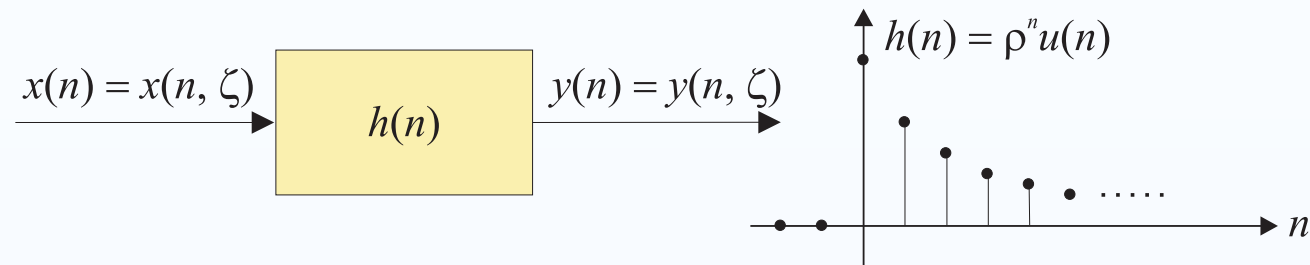 x(n) = x(n, ζ)
h(n)
y(n) = y(n, ζ)
h(n) = ρⁿu(n)
n